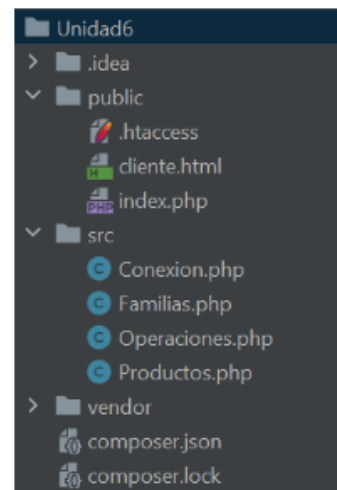 Unidad6
.idea
public
.htaccess
cliente.html
index.php
src
Conexion.php
Familias.php
Operaciones.php
Productos.php
vendor
composer.json
composer.lock